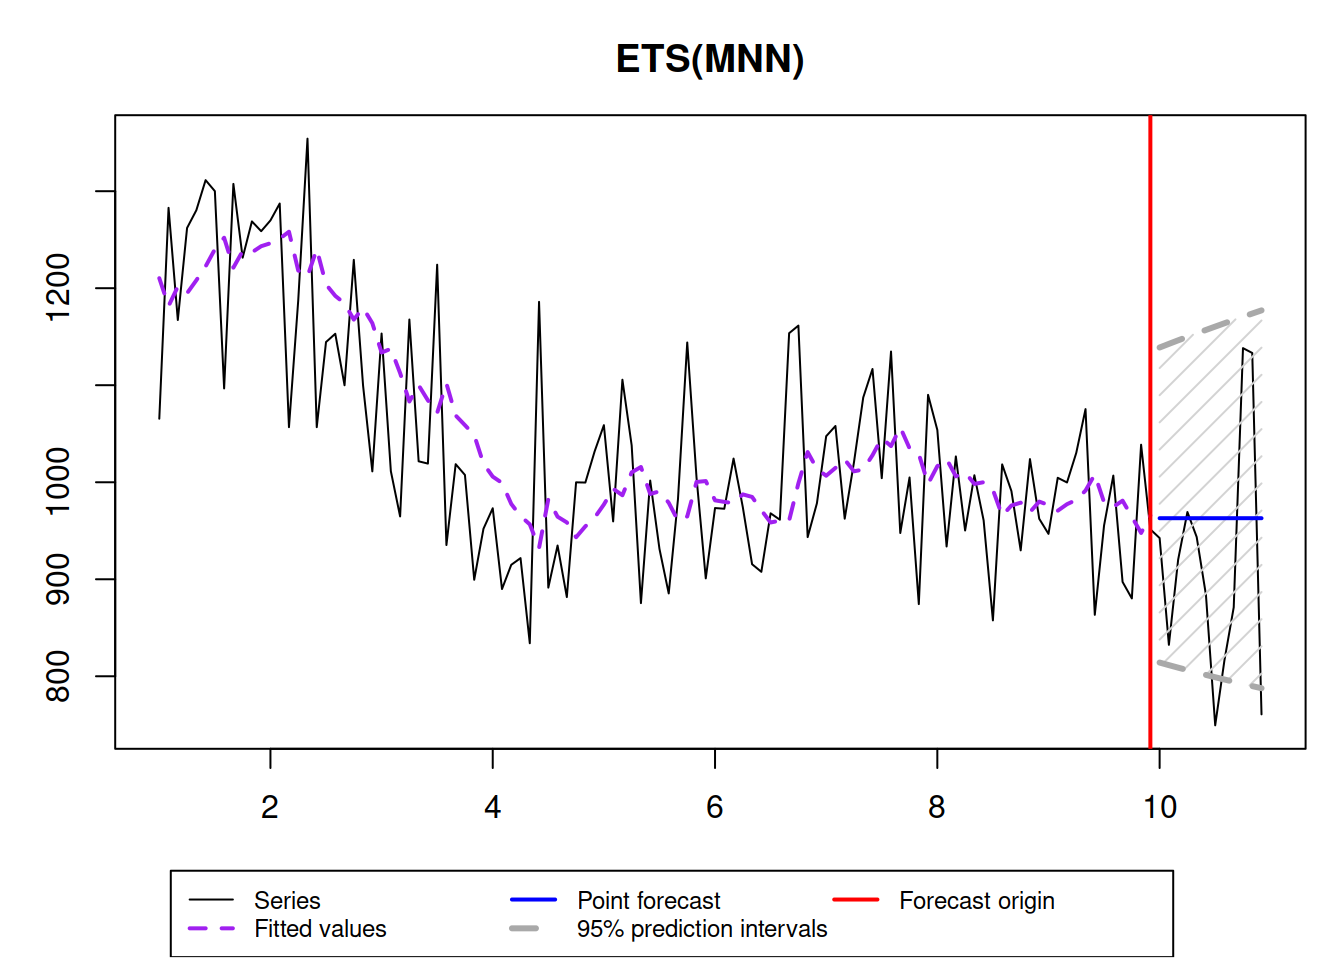 ETS(MNN)
1200
1000
900
800
2 4 6 8 10
Series Point forecast Forecast origin
Fitted values 95% prediction intervals